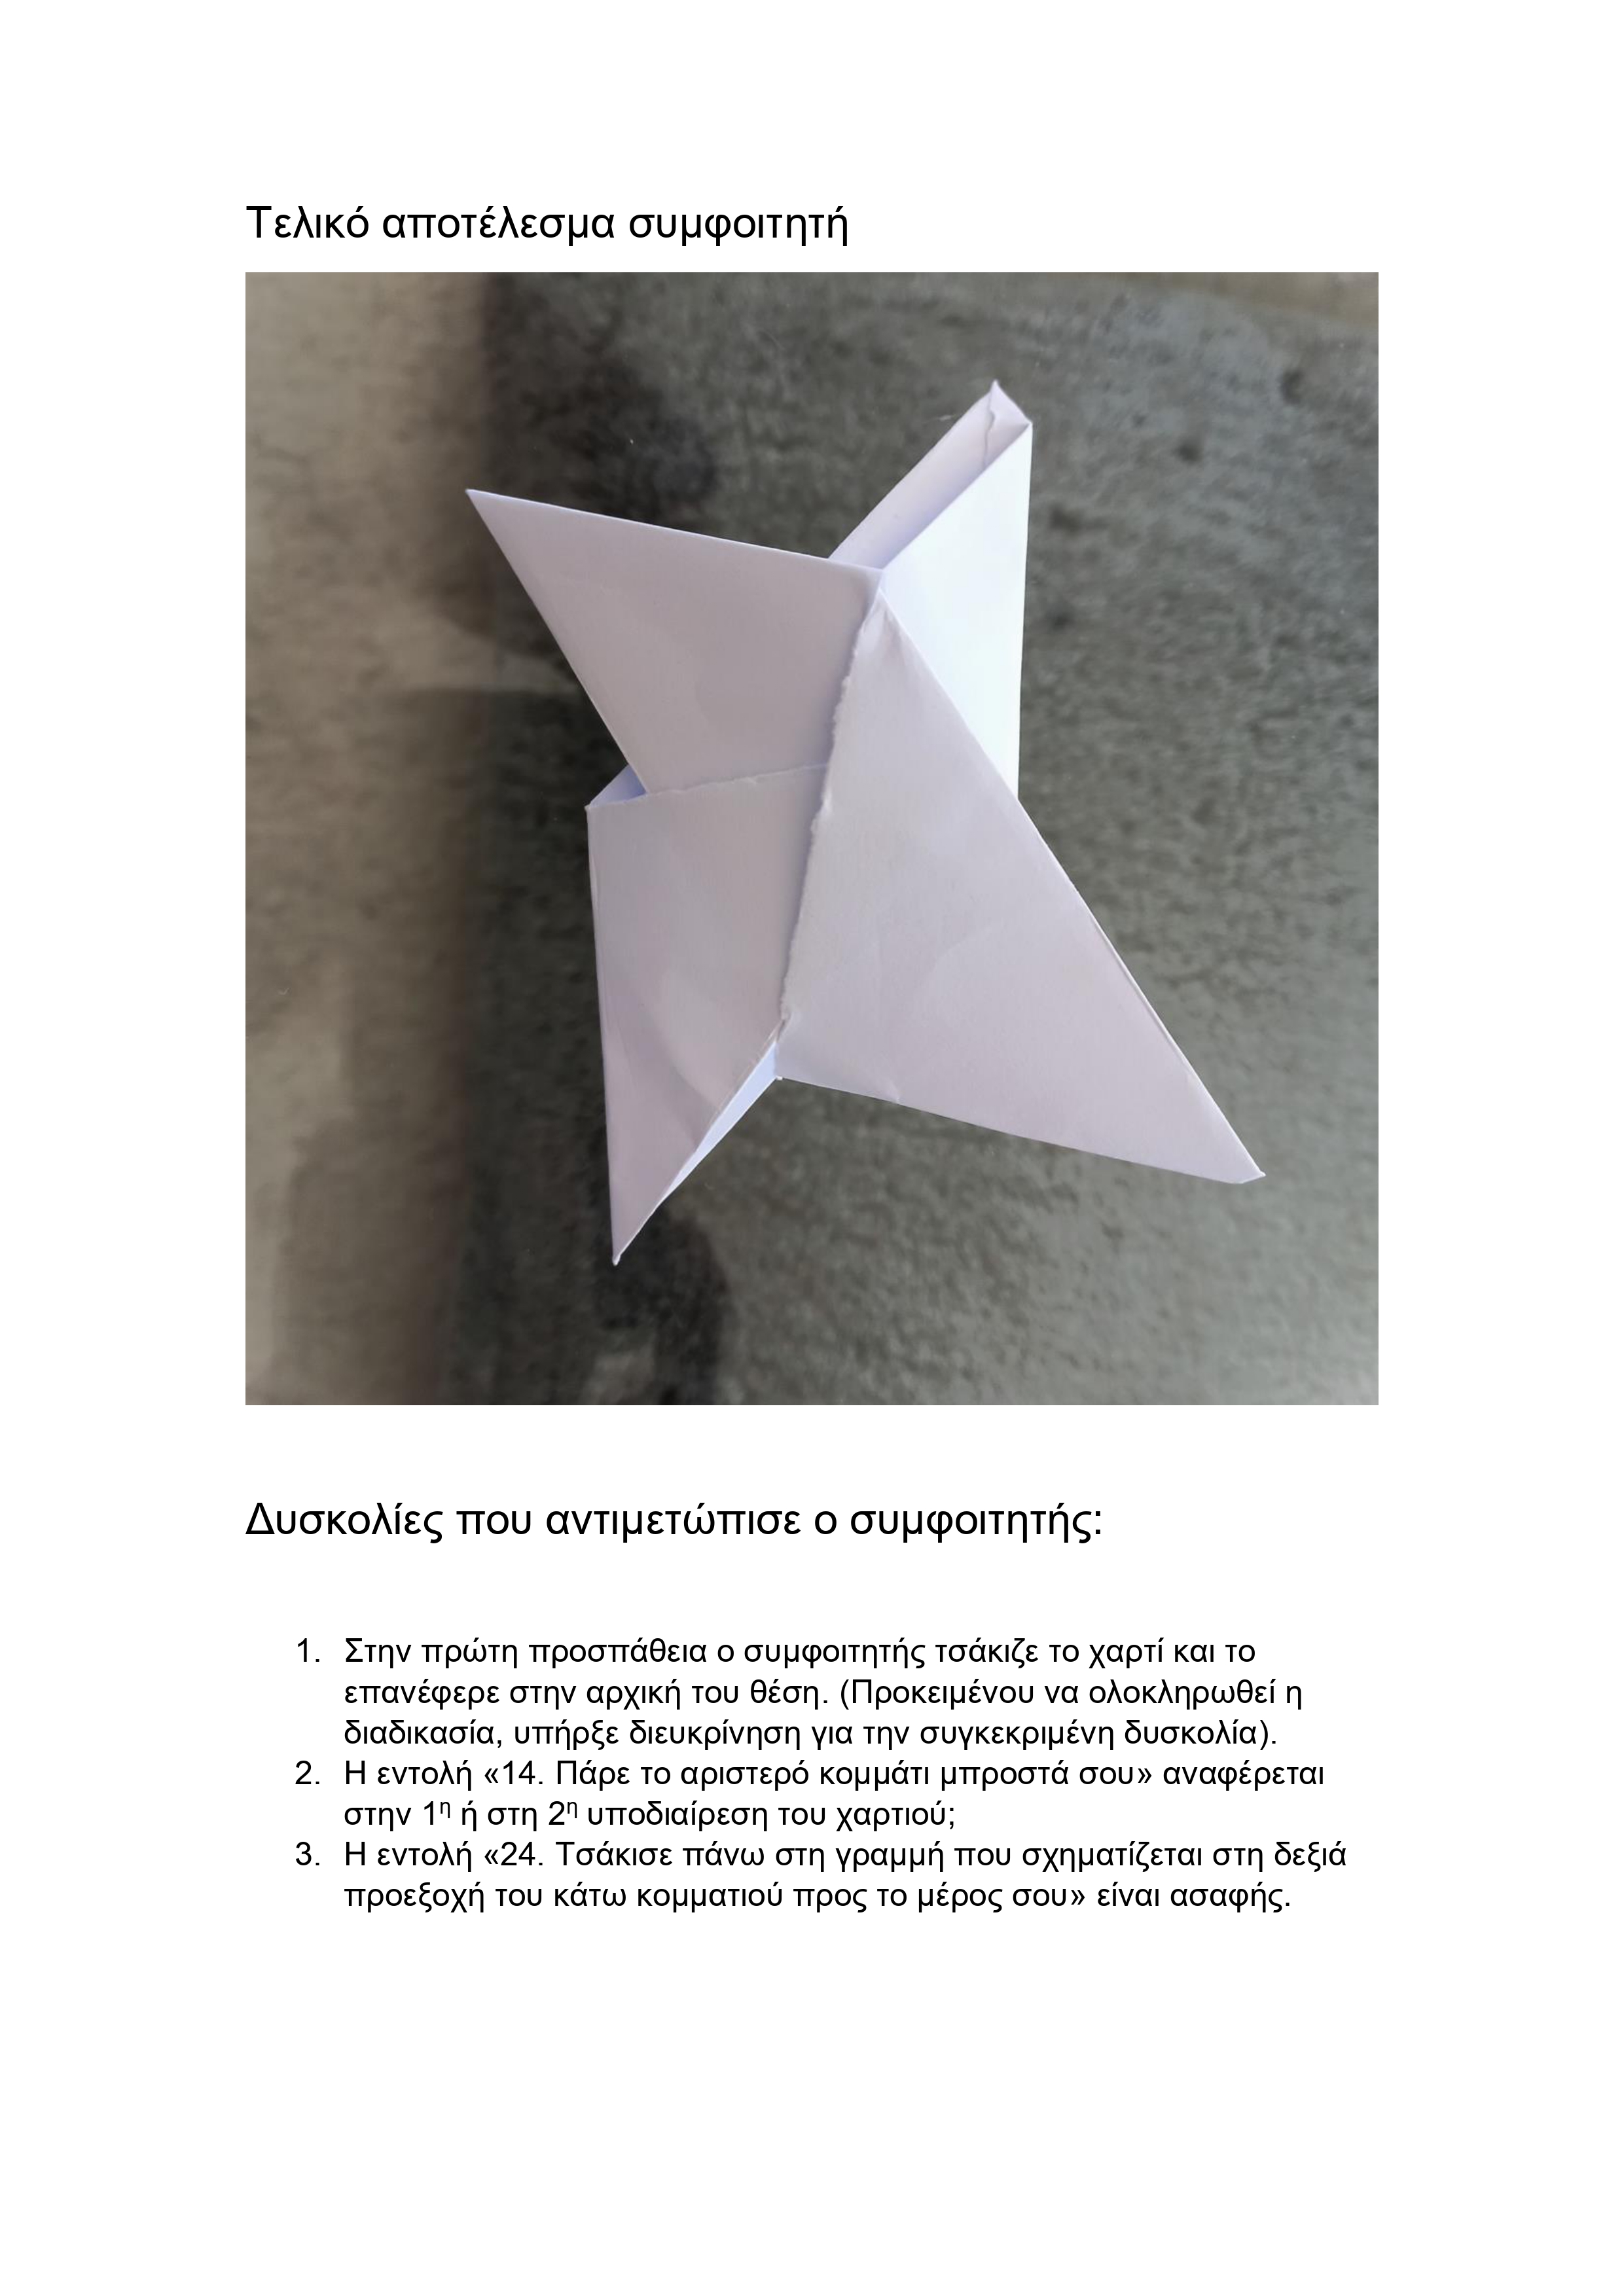 Τελικό αποτέλεσμα συμφοιτητή
Δυσκολίες που αντιμετώπισε ο συμφοιτητής:
1. Στην πρώτη προσπάθεια ο συμφοιτητής τσάκιζε το χαρτί και το
επανέφερε στην αρχική του θέση. (Προκειμένου να ολοκληρωθεί η
διαδικασία, υπήρξε διευκρίνηση για την συγκεκριμένη δυσκολία).
2. Η εντολή «14. Πάρε το αριστερό κομμάτι μπροστά σου» αναφέρεται
στην 1η ή στη 2η υποδιαίρεση του χαρτιού;
3. Η εντολή «24. Τσάκισε πάνω στη γραμμή που σχηματίζεται στη δεξιά
προεξοχή του κάτω κομματιού προς το μέρος σου» είναι ασαφής.